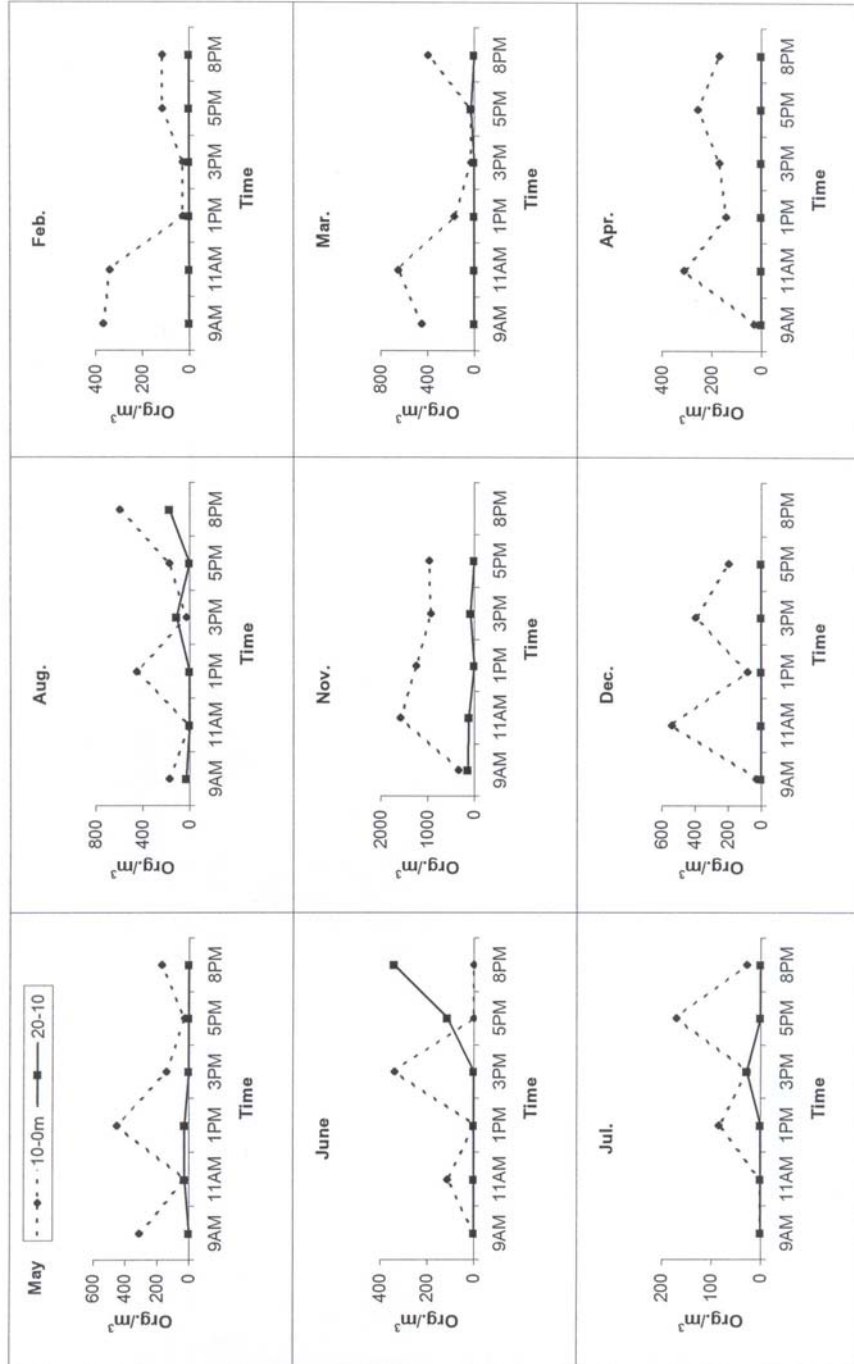 May
10-0m
20-10
Org./m³
600
400
200
0
9AM 11AM 1PM 3PM 5PM 8PM
Time
Aug.
Org./m³
800
400
0
9AM 11AM 1PM 3PM 5PM 8PM
Time
Feb.
Org./m³
400
200
0
9AM 11AM 1PM 3PM 5PM 8PM
Time
June
Org./m³
400
200
0
9AM 11AM 1PM 3PM 5PM 8PM
Time
Nov.
Org./m³
2000
1000
0
9AM 11AM 1PM 3PM 5PM 8PM
Time
Mar.
Org./m³
800
400
0
9AM 11AM 1PM 3PM 5PM 8PM
Time
Jul.
Org./m³
200
100
0
9AM 11AM 1PM 3PM 5PM 8PM
Time
Dec.
Org./m³
600
400
200
0
9AM 11AM 1PM 3PM 5PM 8PM
Time
Apr.
Org./m³
400
200
0
9AM 11AM 1PM 3PM 5PM 8PM
Time